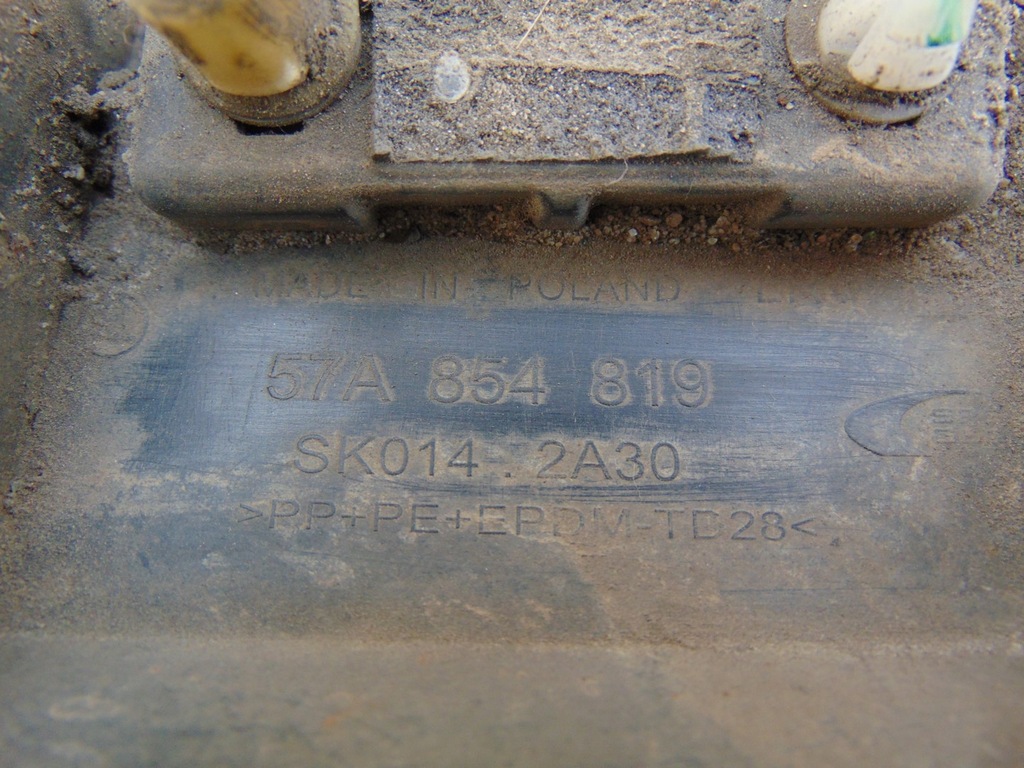 MADE IN POLAND
57A 854 819
SK014-. 2A30
>PP+PE+EPDM-TD28<